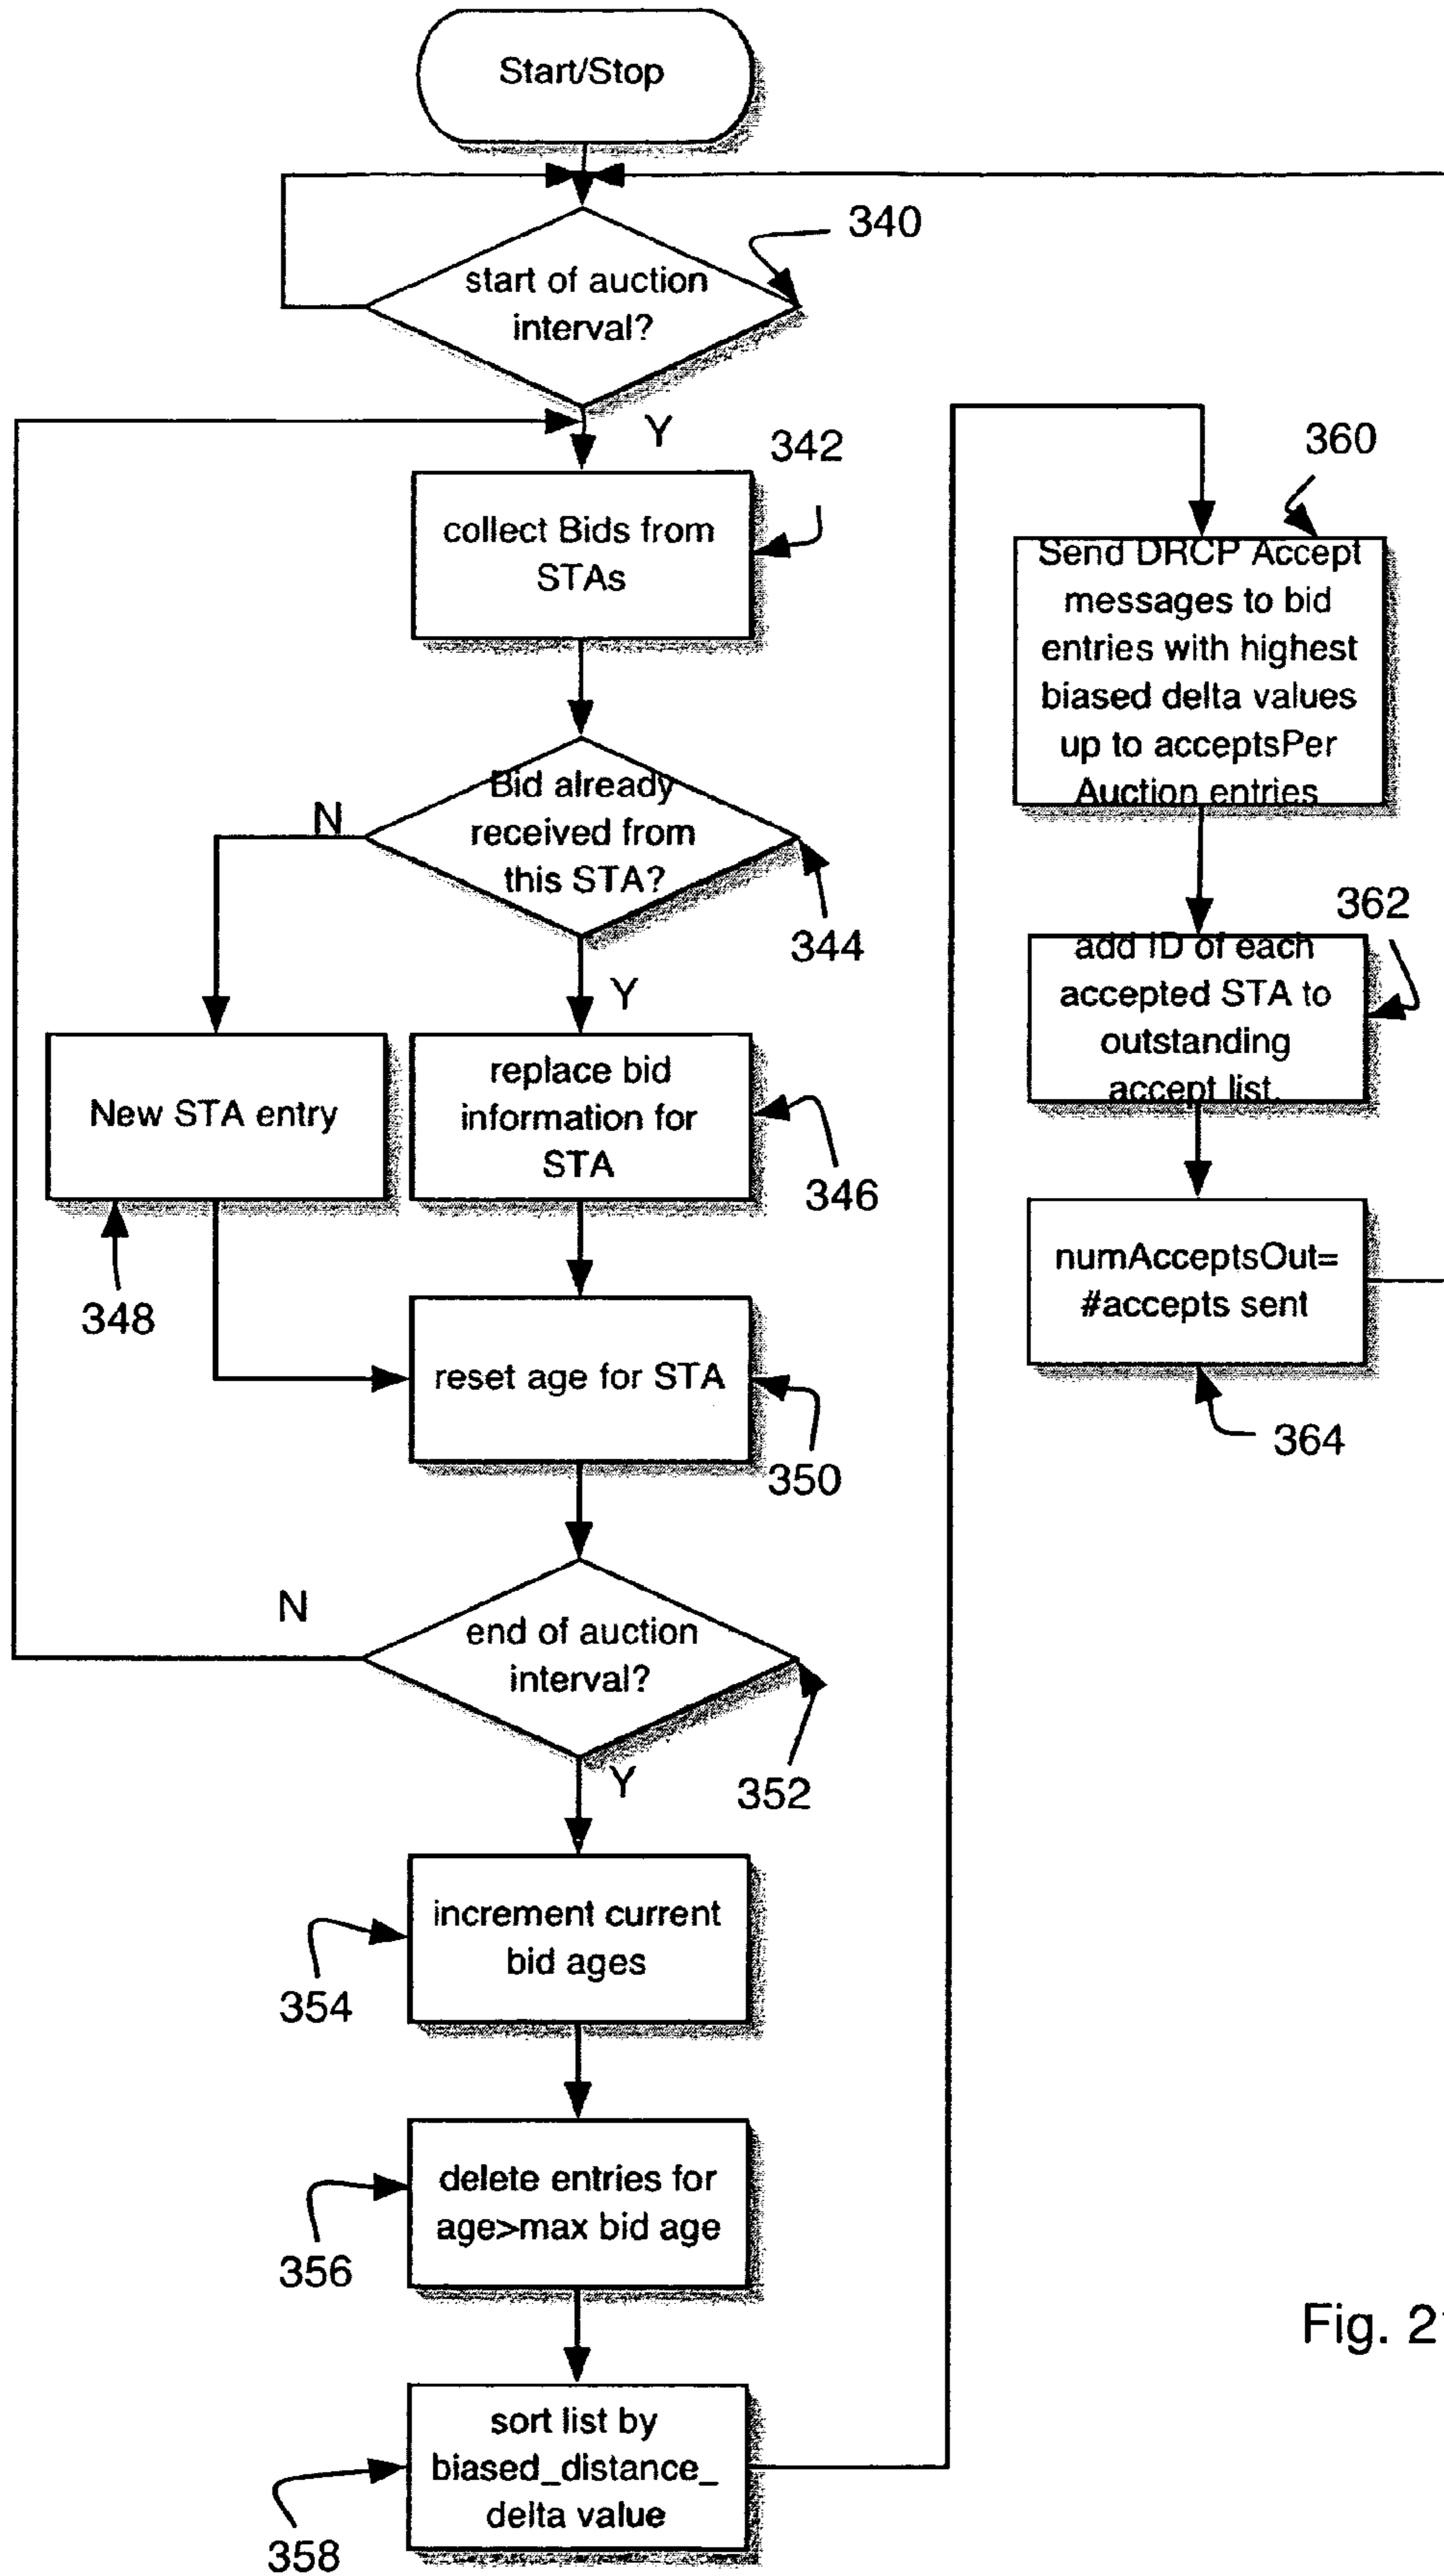 Start/Stop
340
start of auction
interval?
Y
342
collect Bids from
STAs
N
Bid already
received from
this STA?
344
Y
New STA entry
348
replace bid
information for
STA
346
reset age for STA
350
N
end of auction
interval?
352
Y
increment current
bid ages
354
delete entries for
age>max bid age
356
sort list by
biased_distance_
delta value
358
360
Send DRCP Accept
messages to bid
entries with highest
biased delta values
up to acceptsPer
Auction entries
362
add ID of each
accepted STA to
outstanding
accept list.
numAcceptsOut=
#accepts sent
364
Fig. 2